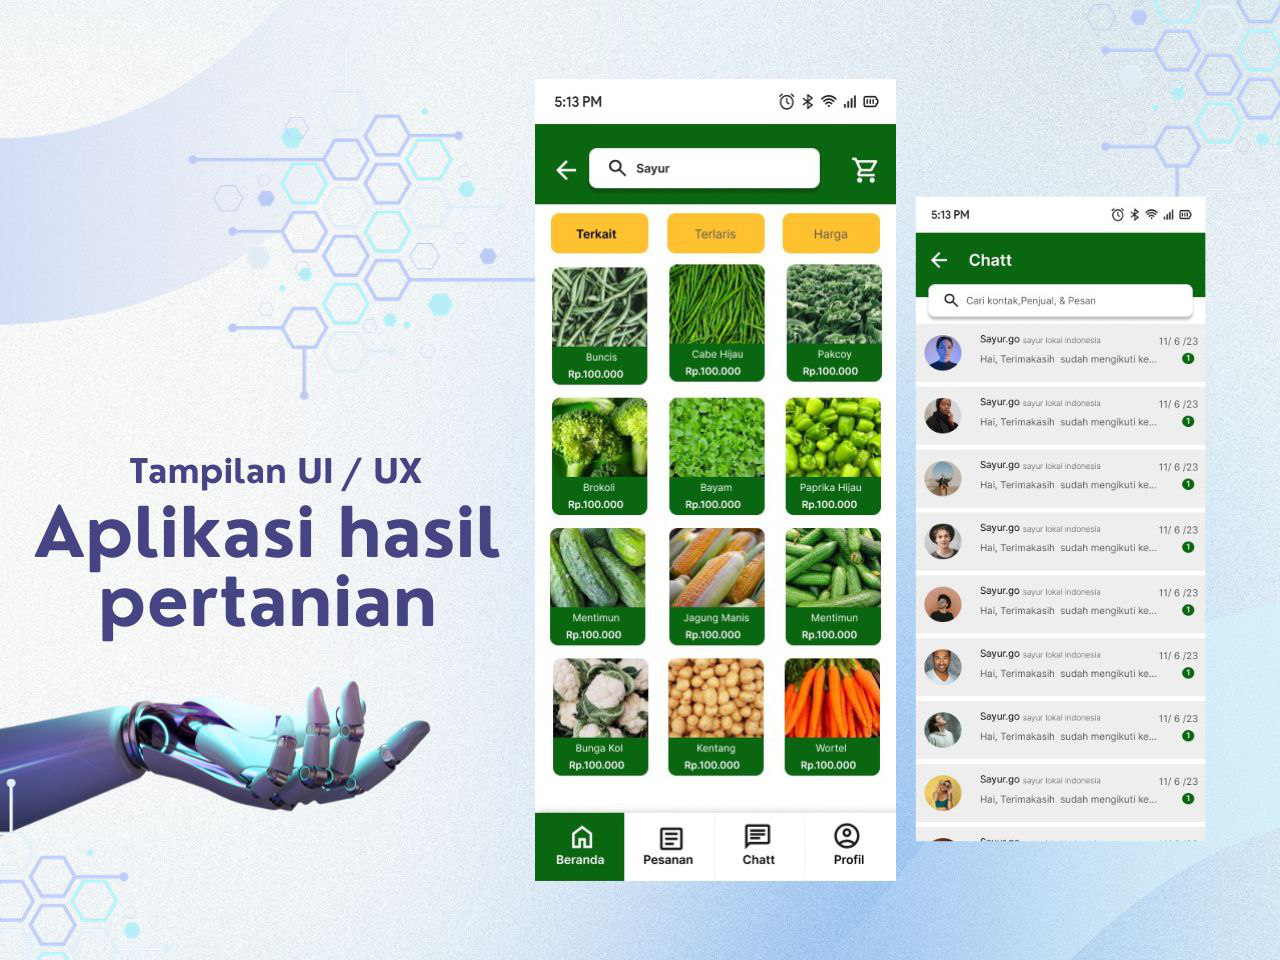 Tampilan UI / UX
Aplikasi hasil
pertanian
5:13 PM
Sayur
Terkait Terlaris Harga
Buncis Cabe Hijau Pakcoy
Rp.100.000 Rp.100.000 Rp.100.000
Brokoli Bayam Paprika Hijau
Rp.100.000 Rp.100.000 Rp.100.000
Mentimun Jagung Manis Mentimun
Rp.100.000 Rp.100.000 Rp.100.000
Bunga Kol Kentang Wortel
Rp.100.000 Rp.100.000 Rp.100.000
Beranda Pesanan Chatt Profil
5:13 PM
Chatt
Cari kontak,Penjual, & Pesan
Sayur.go sayur lokal indonesia 11/ 6 /23
Hai, Terimakasih sudah mengikuti ke... 1
Sayur.go sayur lokal indonesia 11/ 6 /23
Hai, Terimakasih sudah mengikuti ke... 1
Sayur.go sayur lokal indonesia 11/ 6 /23
Hai, Terimakasih sudah mengikuti ke... 1
Sayur.go sayur lokal indonesia 11/ 6 /23
Hai, Terimakasih sudah mengikuti ke... 1
Sayur.go sayur lokal indonesia 11/ 6 /23
Hai, Terimakasih sudah mengikuti ke... 1
Sayur.go sayur lokal indonesia 11/ 6 /23
Hai, Terimakasih sudah mengikuti ke... 1
Sayur.go sayur lokal indonesia 11/ 6 /23
Hai, Terimakasih sudah mengikuti ke... 1
Sayur.go sayur lokal indonesia 11/ 6 /23
Hai, Terimakasih sudah mengikuti ke... 1